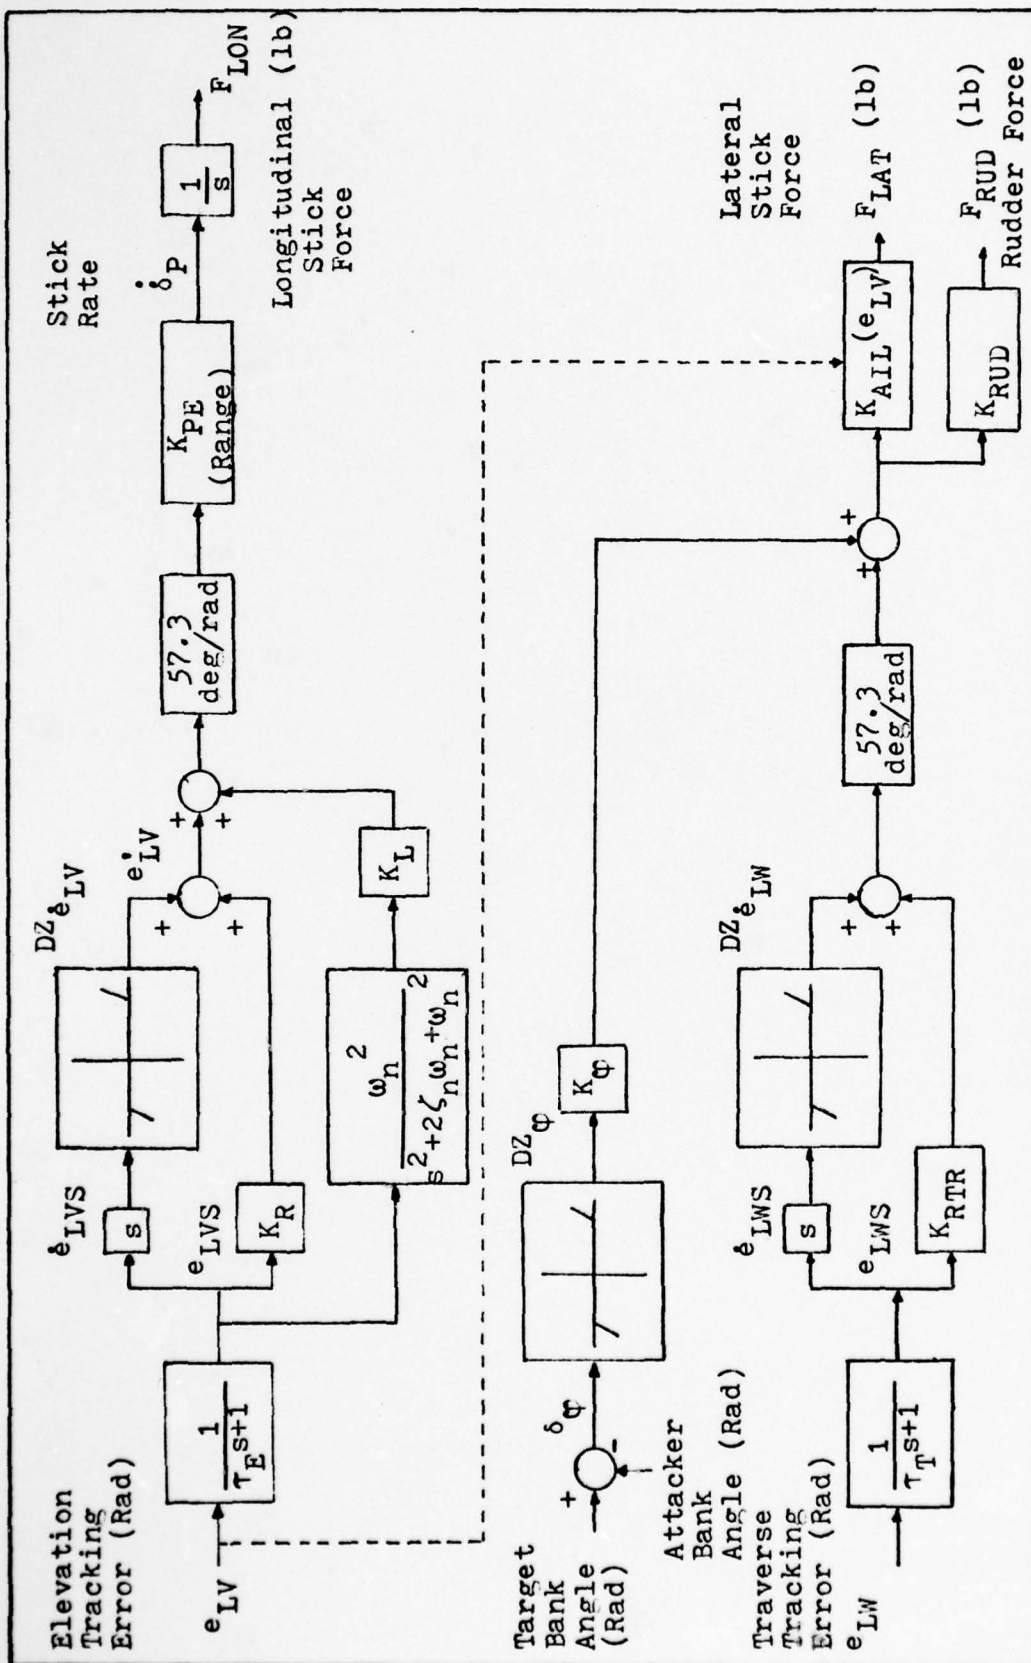 Elevation
Tracking
Error (Rad)
e_LV
1
τ_E s+1
ė_LVS
s
e_LVS
K_R
DZ_ė_LV
e'_LV
+
+
+
+
ω_n^2
s^2+2ζ_nω_n+ω_n^2
K_L
57.3
deg/rad
K_PE
(Range)
Stick
Rate
δ̇_P
1
s
F_LON
Longitudinal (lb)
Stick
Force
Target
Bank
Angle
(Rad)
+
-
δ_φ
Attacker
Bank
Angle (Rad)
DZ_φ
K_φ
Traverse
Tracking
Error (Rad)
e_LW
1
τ_T s+1
ė_LWS
s
e_LWS
K_RTR
DZ_ė_LW
+
+
57.3
deg/rad
+
+
K_AIL(e_LV)
Lateral
Stick
Force
F_LAT (lb)
K_RUD
F_RUD (lb)
Rudder Force